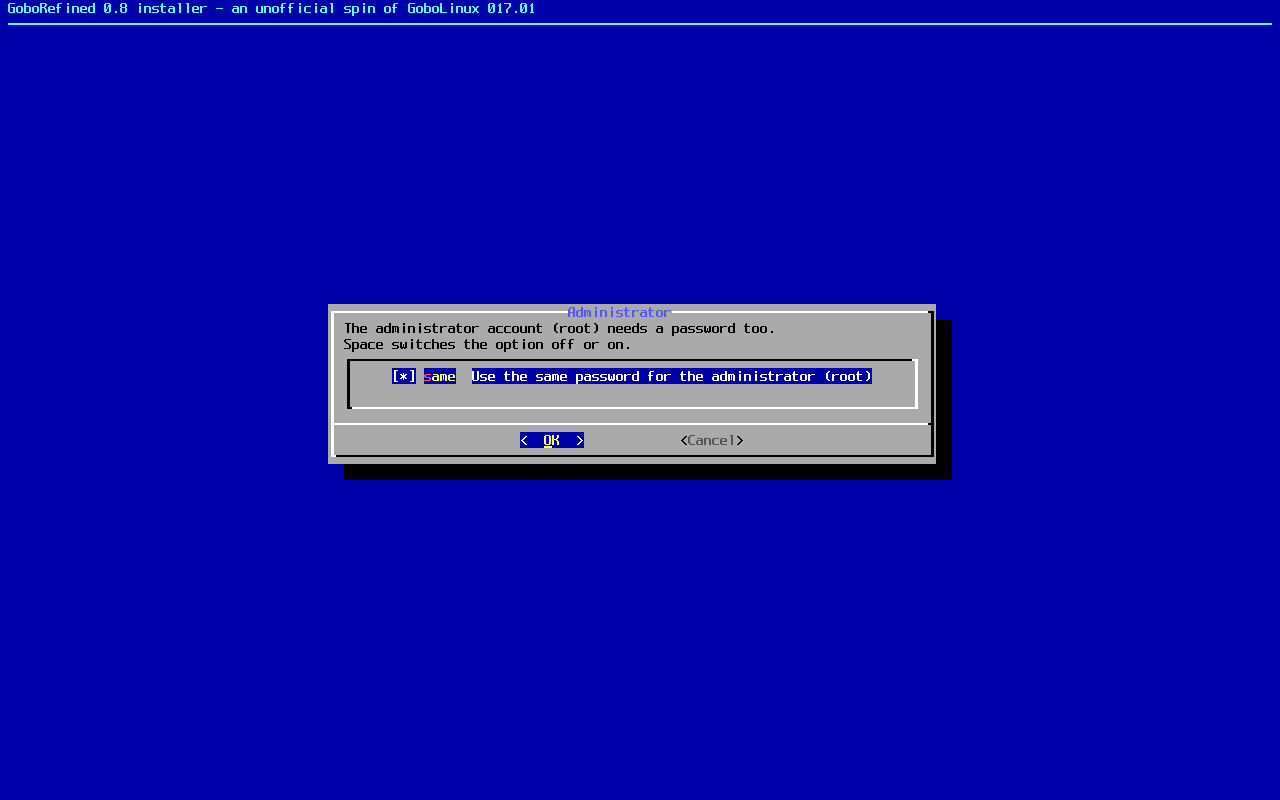 GoboRefined 0.8 installer - an unofficial spin of GoboLinux 017.01
Administrator
The administrator account (root) needs a password too.
Space switches the option off or on.
[*] same  Use the same password for the administrator (root)
<  OK  > <Cancel>